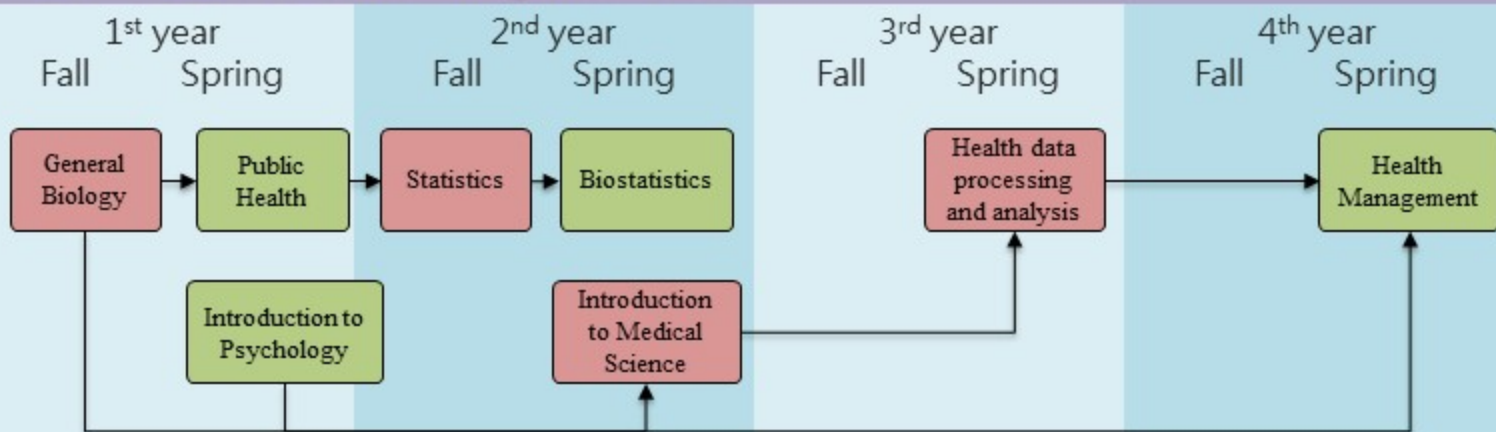 1st year
2nd year
3rd year
4th year
Fall
Spring
Fall
Spring
Fall
Spring
Fall
Spring
General
Biology
Public
Health
Statistics
Biostatistics
Health data
processing
and analysis
Health
Management
Introduction to
Psychology
Introduction
to Medical
Science